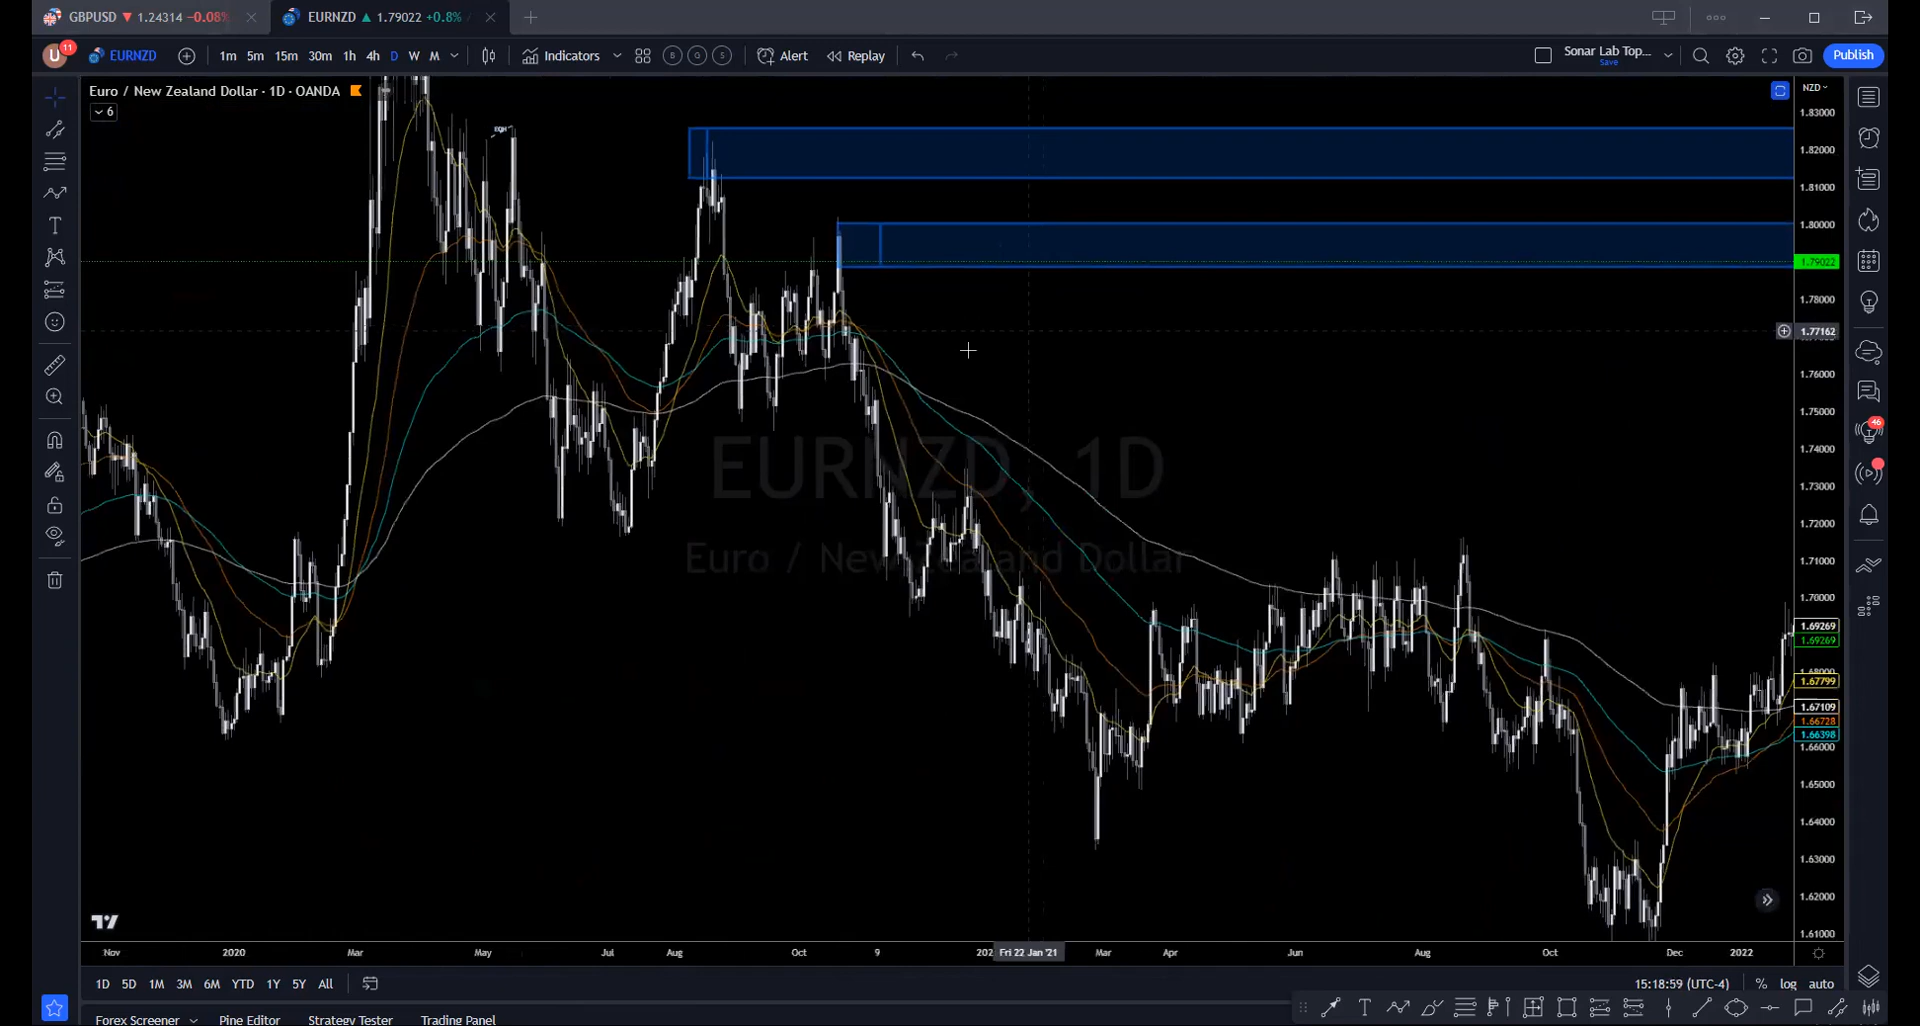 GBPUSD ▼ 1.24314 −0.08%
EURNZD ▲ 1.79022 +0.8%
U 11 EURNZD 1m 5m 15m 30m 1h 4h D W M Indicators B G S Alert Replay Sonar Lab Top... Save Publish
Euro / New Zealand Dollar · 1D · OANDA
6
NZD
EQH
1.83000
1.82000
1.81000
1.80000
1.79022
1.78000
1.77162
1.76000
1.75000
1.74000
1.73000
1.72000
1.71000
1.70000
1.69269
1.69269
1.68000
1.67799
1.67109
1.66728
1.66398
1.66000
1.65000
1.64000
1.63000
1.62000
1.61000
EURNZD, 1D
Euro / New Zealand Dollar
46
Nov 2020 Mar May Jul Aug Oct 9 202 Fri 22 Jan '21 Mar Apr Jun Aug Oct Dec 2022
1D 5D 1M 3M 6M YTD 1Y 5Y All 15:18:59 (UTC-4) % log auto
Forex Screener Pine Editor Strategy Tester Trading Panel